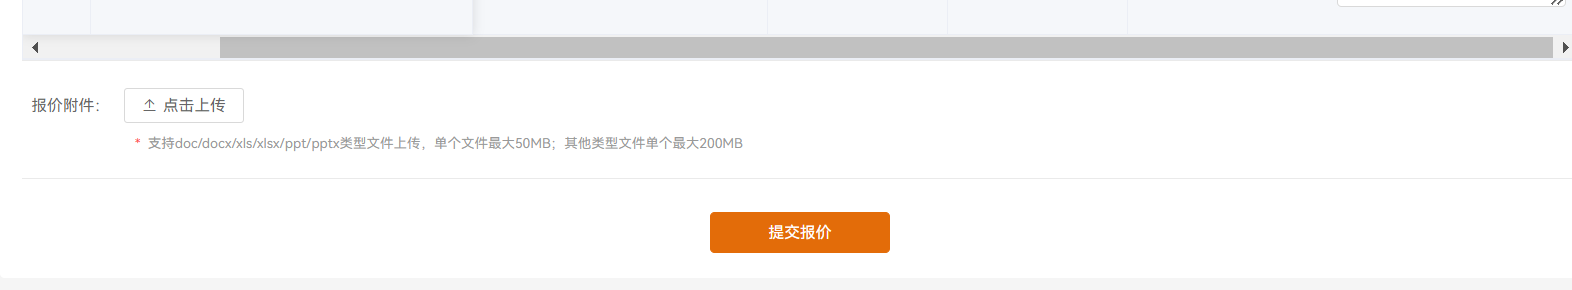 报价附件： 点击上传
* 支持doc/docx/xls/xlsx/ppt/pptx类型文件上传，单个文件最大50MB；其他类型文件单个最大200MB
提交报价